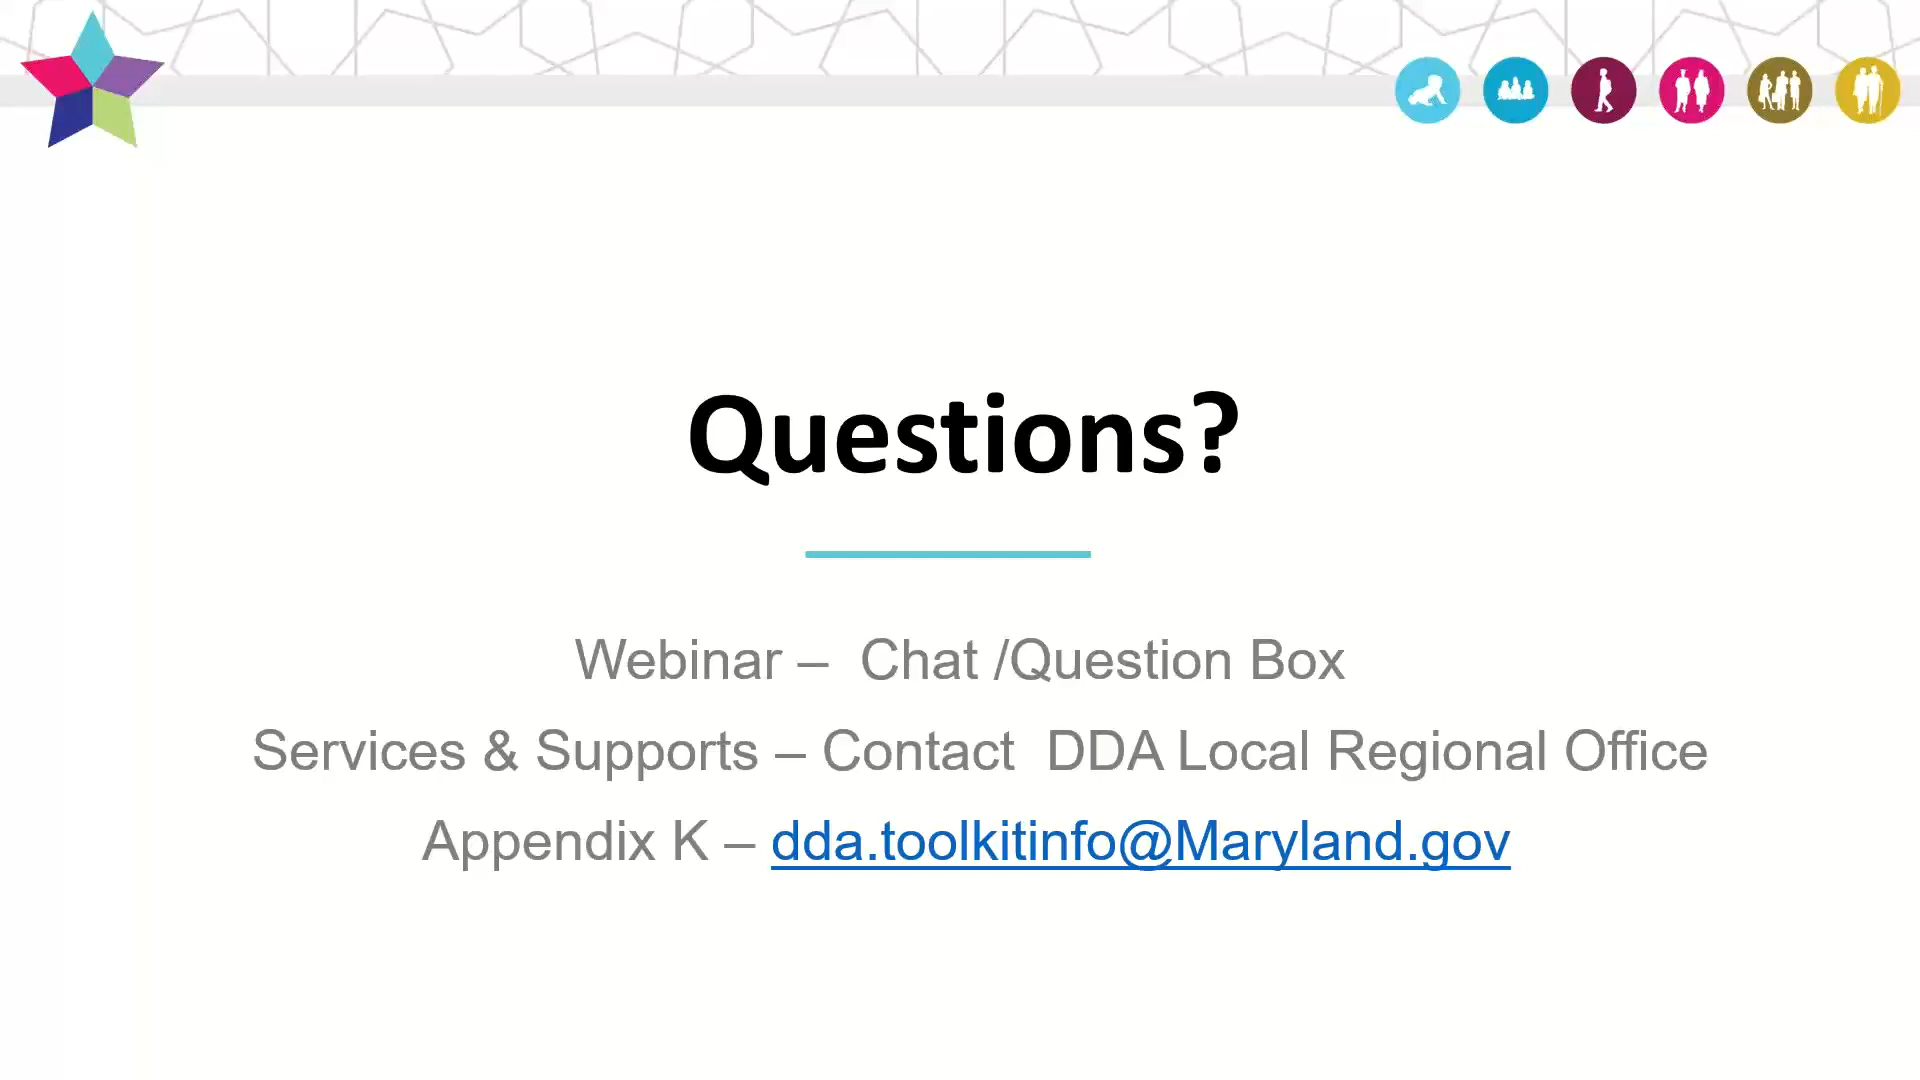 Questions?
Webinar –  Chat /Question Box
Services & Supports – Contact  DDA Local Regional Office
Appendix K – dda.toolkitinfo@Maryland.gov